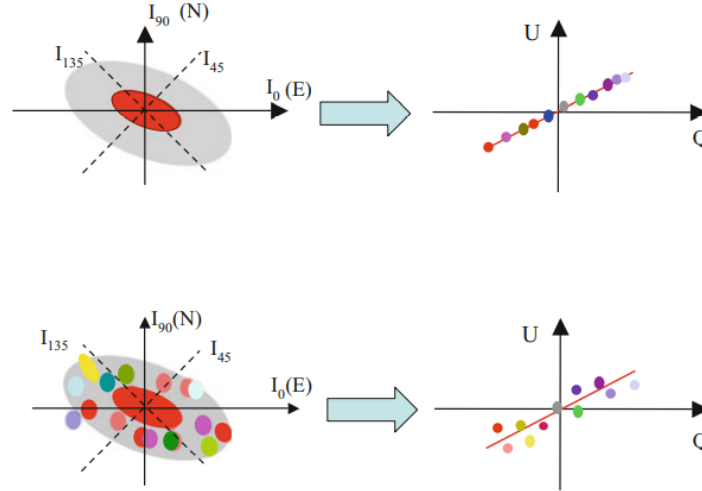 I90 (N)
U
I135
I45
I0 (E)
Q
I90(N)
U
I135
I45
I0(E)
Q